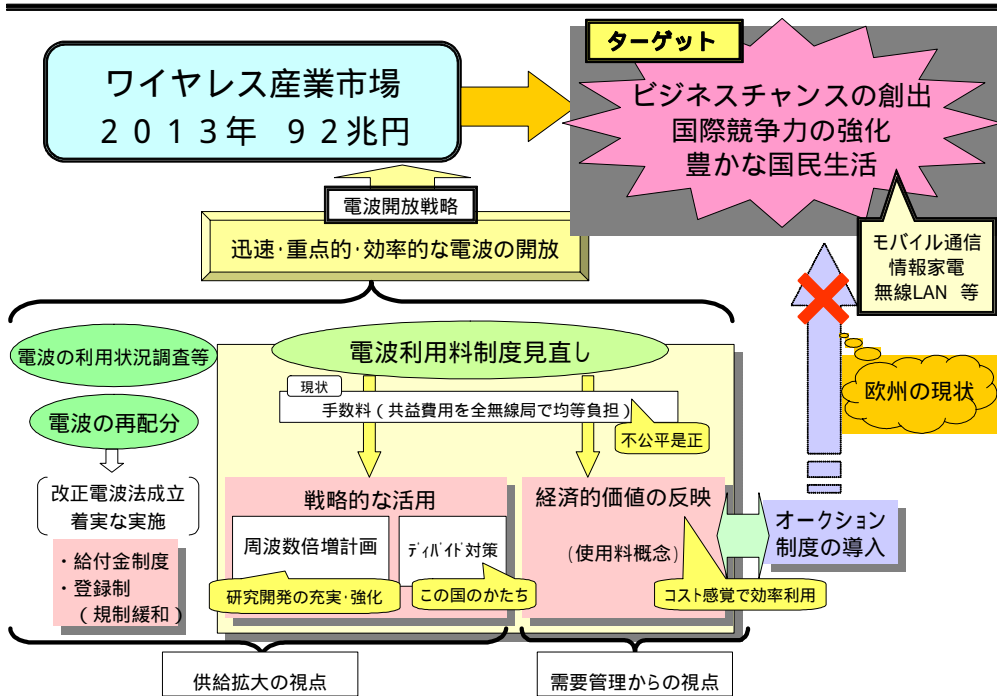 ターゲット
ワイヤレス産業市場
２０１３年 ９２兆円
ビジネスチャンスの創出
国際競争力の強化
豊かな国民生活
電波開放戦略
迅速･重点的･効率的な電波の開放
モバイル通信
情報家電
無線LAN 等
電波の利用状況調査等
電波利用料制度見直し
欧州の現状
現状
手数料（共益費用を全無線局で均等負担）
不公平是正
電波の再配分
改正電波法成立
着実な実施
・給付金制度
・登録制
（規制緩和）
戦略的な活用
周波数倍増計画
ﾃﾞｨﾊﾞｲﾄﾞ対策
研究開発の充実･強化
この国のかたち
経済的価値の反映
(使用料概念)
コスト感覚で効率利用
オークション
制度の導入
供給拡大の視点
需要管理からの視点